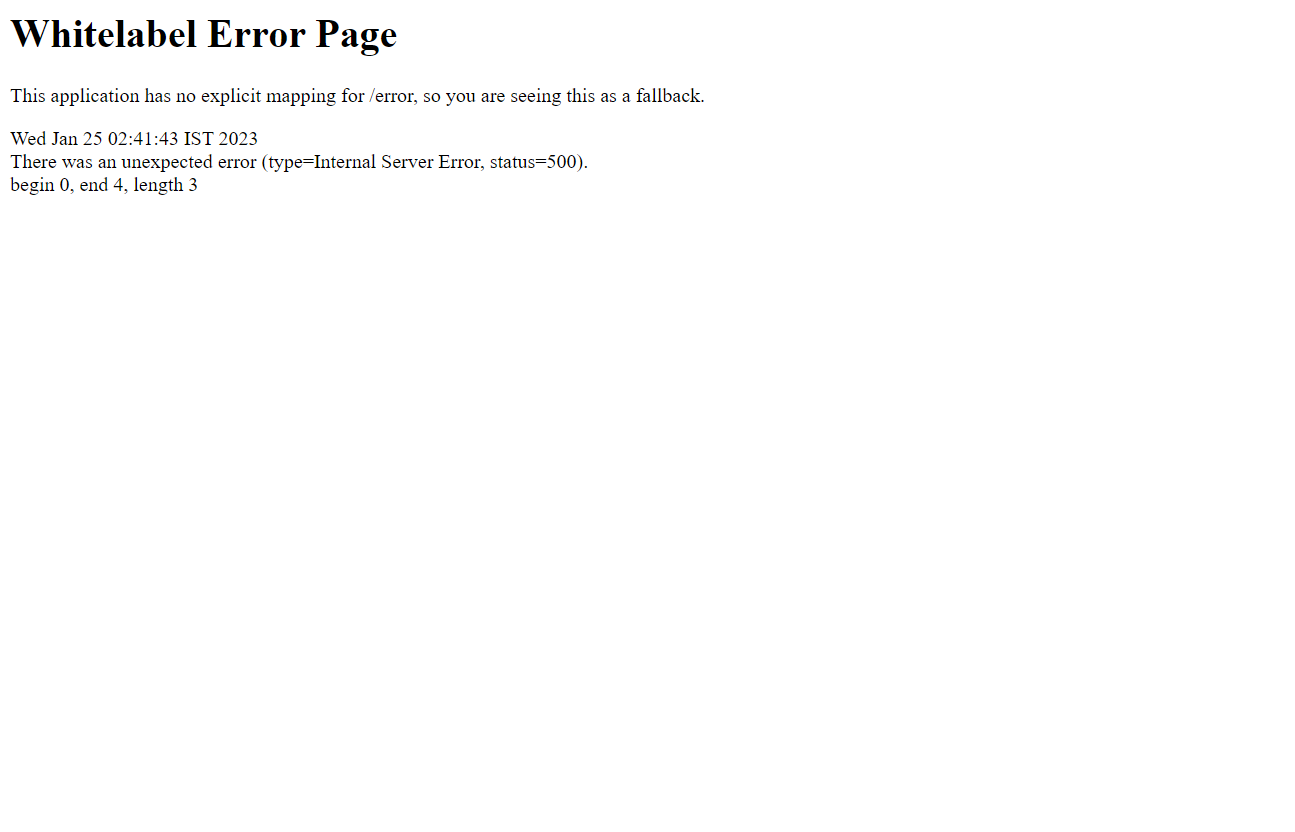 Whitelabel Error Page
This application has no explicit mapping for /error, so you are seeing this as a fallback.
Wed Jan 25 02:41:43 IST 2023
There was an unexpected error (type=Internal Server Error, status=500).
begin 0, end 4, length 3